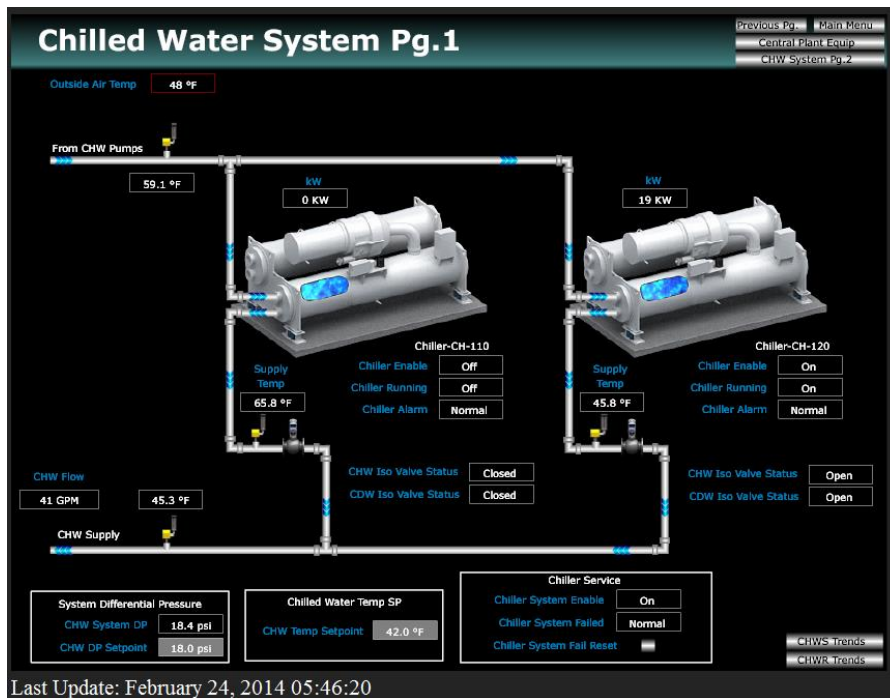 Chilled Water System Pg.1
Previous Pg. Main Menu
Central Plant Equip
CHW System Pg.2
Outside Air Temp 48 °F
From CHW Pumps
59.1 °F
kW
0 KW
kW
19 KW
Chiller-CH-110
Chiller Enable Off
Chiller Running Off
Chiller Alarm Normal
Supply
Temp
65.8 °F
Chiller-CH-120
Chiller Enable On
Chiller Running On
Chiller Alarm Normal
Supply
Temp
45.8 °F
CHW Iso Valve Status Closed
CDW Iso Valve Status Closed
CHW Iso Valve Status Open
CDW Iso Valve Status Open
CHW Flow
41 GPM 45.3 °F
CHW Supply
System Differential Pressure
CHW System DP 18.4 psi
CHW DP Setpoint 18.0 psi
Chilled Water Temp SP
CHW Temp Setpoint 42.0 °F
Chiller Service
Chiller System Enable On
Chiller System Failed Normal
Chiller System Fail Reset
CHWS Trends
CHWR Trends
Last Update: February 24, 2014 05:46:20